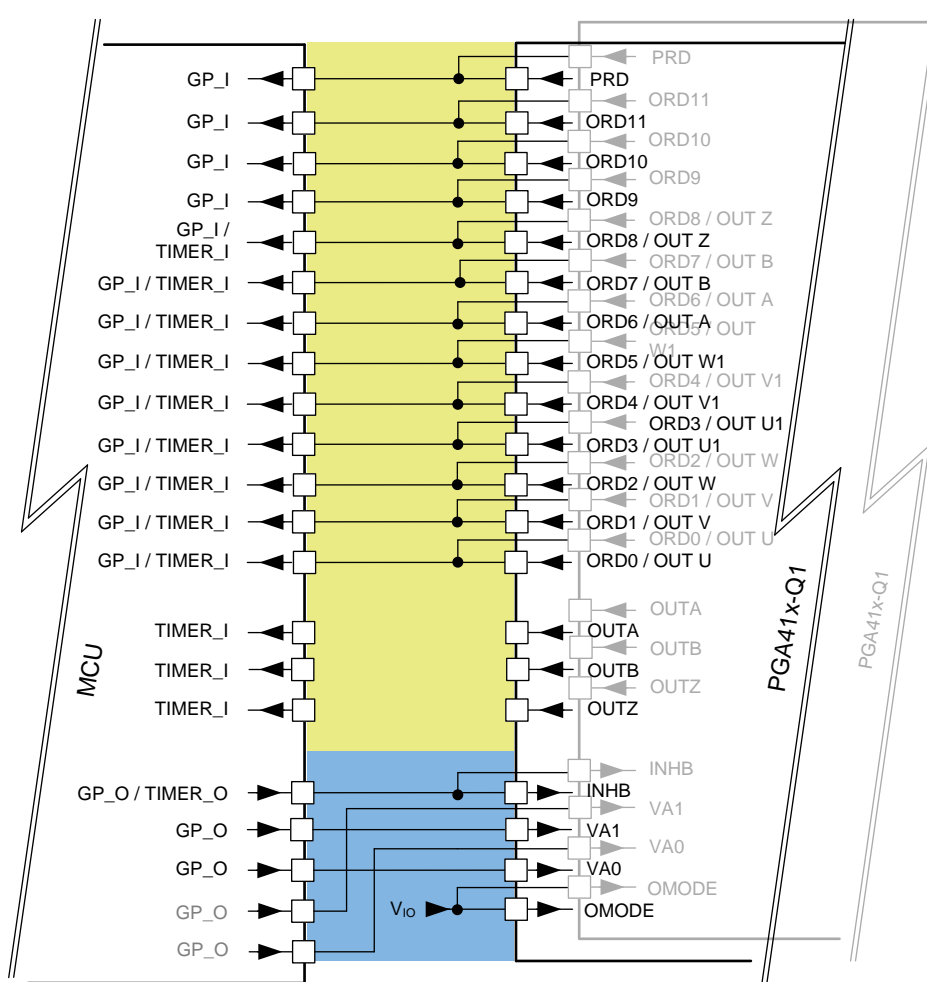 PRD
GP_I
PRD
ORD11
GP_I
ORD11
ORD10
GP_I
ORD10
ORD9
GP_I
ORD9
ORD8 / OUT Z
GP_I /
TIMER_I
ORD8 / OUT Z
ORD7 / OUT B
GP_I / TIMER_I
ORD7 / OUT B
ORD6 / OUT A
GP_I / TIMER_I
ORD6 / OUT A
ORD5 / OUT
W1
GP_I / TIMER_I
ORD5 / OUT W1
ORD4 / OUT V1
GP_I / TIMER_I
ORD4 / OUT V1
ORD3 / OUT U1
GP_I / TIMER_I
ORD3 / OUT U1
ORD2 / OUT W
GP_I / TIMER_I
ORD2 / OUT W
ORD1 / OUT V
GP_I / TIMER_I
ORD1 / OUT V
ORD0 / OUT U
GP_I / TIMER_I
ORD0 / OUT U
OUTA
TIMER_I
OUTA
OUTB
TIMER_I
OUTB
OUTZ
TIMER_I
OUTZ
MCU
PGA41x-Q1
PGA41x-Q1
INHB
GP_O / TIMER_O
INHB
VA1
GP_O
VA1
VA0
GP_O
VA0
OMODE
GP_O
VIO
OMODE
GP_O